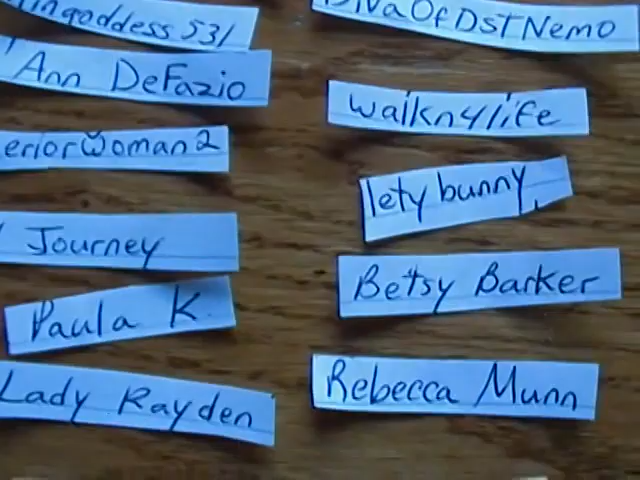 ingoddess531
Ann DeFazio
eriorWoman2
Journey
Paula K
Lady Rayden
DivaOfDstNemo
walkn4life
lety bunny
Betsy Barker
Rebecca Munn